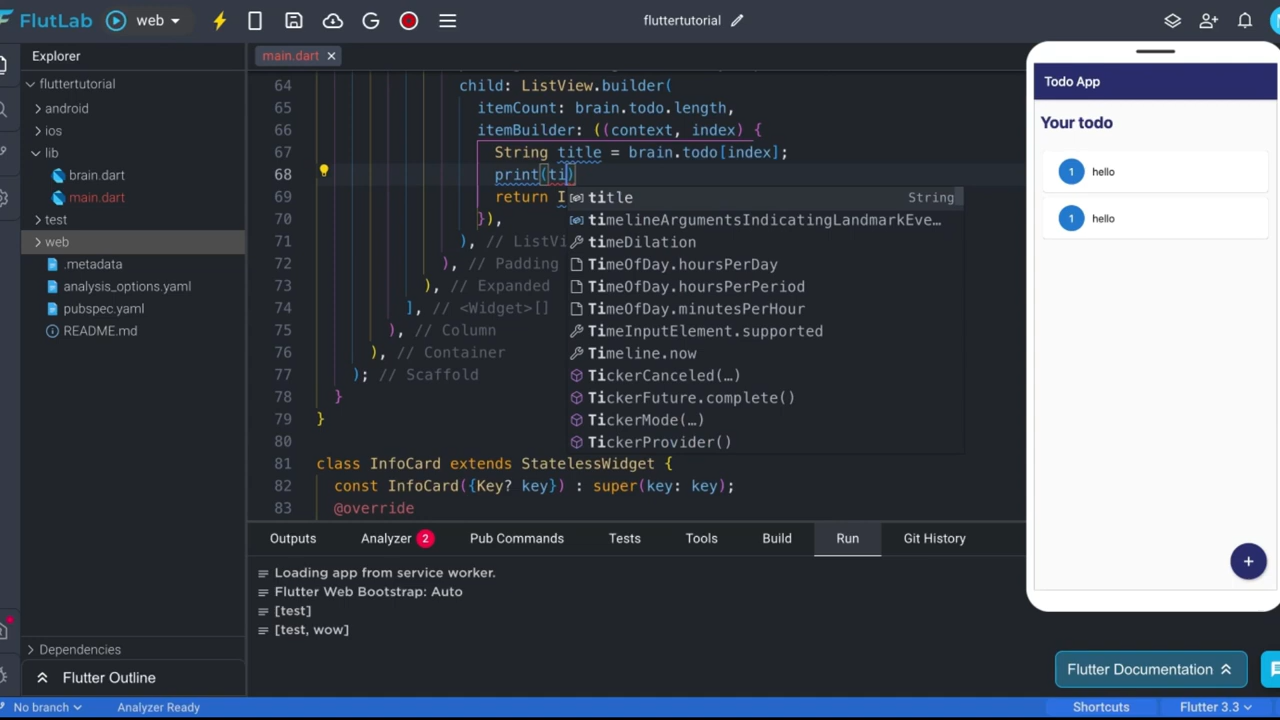 FlutLab web fluttertutorial
Explorer main.dart
fluttertutorial
android
ios
lib
brain.dart
main.dart
test
web
.metadata
analysis_options.yaml
pubspec.yaml
README.md
Dependencies
Flutter Outline
64 child: ListView.builder(
65 itemCount: brain.todo.length,
66 itemBuilder: ((context, index) {
67 String title = brain.todo[index];
68 print(ti)
69 return I
70 }),
71 ), // ListVi
72 ), // Padding
73 ), // Expanded
74 ], // <Widget>[]
75 ), // Column
76 ), // Container
77 ); // Scaffold
78 }
79 }
80
81 class InfoCard extends StatelessWidget {
82 const InfoCard({Key? key}) : super(key: key);
83 @override
title String
timelineArgumentsIndicatingLandmarkEve…
timeDilation
TimeOfDay.hoursPerDay
TimeOfDay.hoursPerPeriod
TimeOfDay.minutesPerHour
TimeInputElement.supported
Timeline.now
TickerCanceled(…)
TickerFuture.complete()
TickerMode(…)
TickerProvider()
Outputs Analyzer 2 Pub Commands Tests Tools Build Run Git History
Loading app from service worker.
Flutter Web Bootstrap: Auto
[test]
[test, wow]
Todo App
Your todo
1 hello
1 hello
+
Flutter Documentation
No branch Analyzer Ready Shortcuts Flutter 3.3